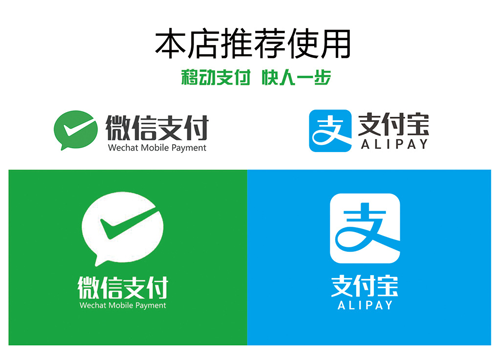 本店推荐使用
移动支付 快人一步
微信支付
Wechat Mobile Payment
支付宝
ALIPAY
微信支付
Wechat Mobile Payment
支
支付宝
ALIPAY